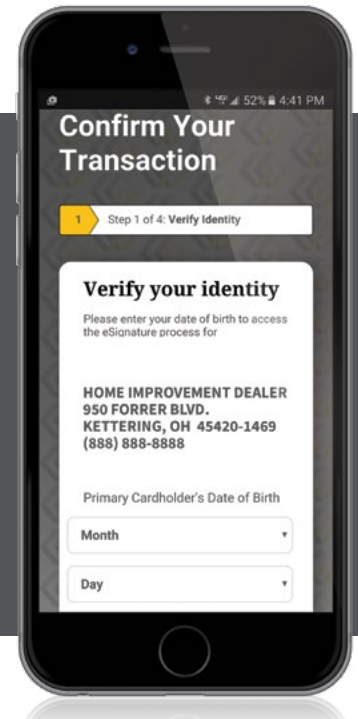 52% 4:41 PM
Confirm Your
Transaction
1 Step 1 of 4: Verify Identity
Verify your identity
Please enter your date of birth to access
the eSignature process for
HOME IMPROVEMENT DEALER
950 FORRER BLVD.
KETTERING, OH 45420-1469
(888) 888-8888
Primary Cardholder's Date of Birth
Month
Day